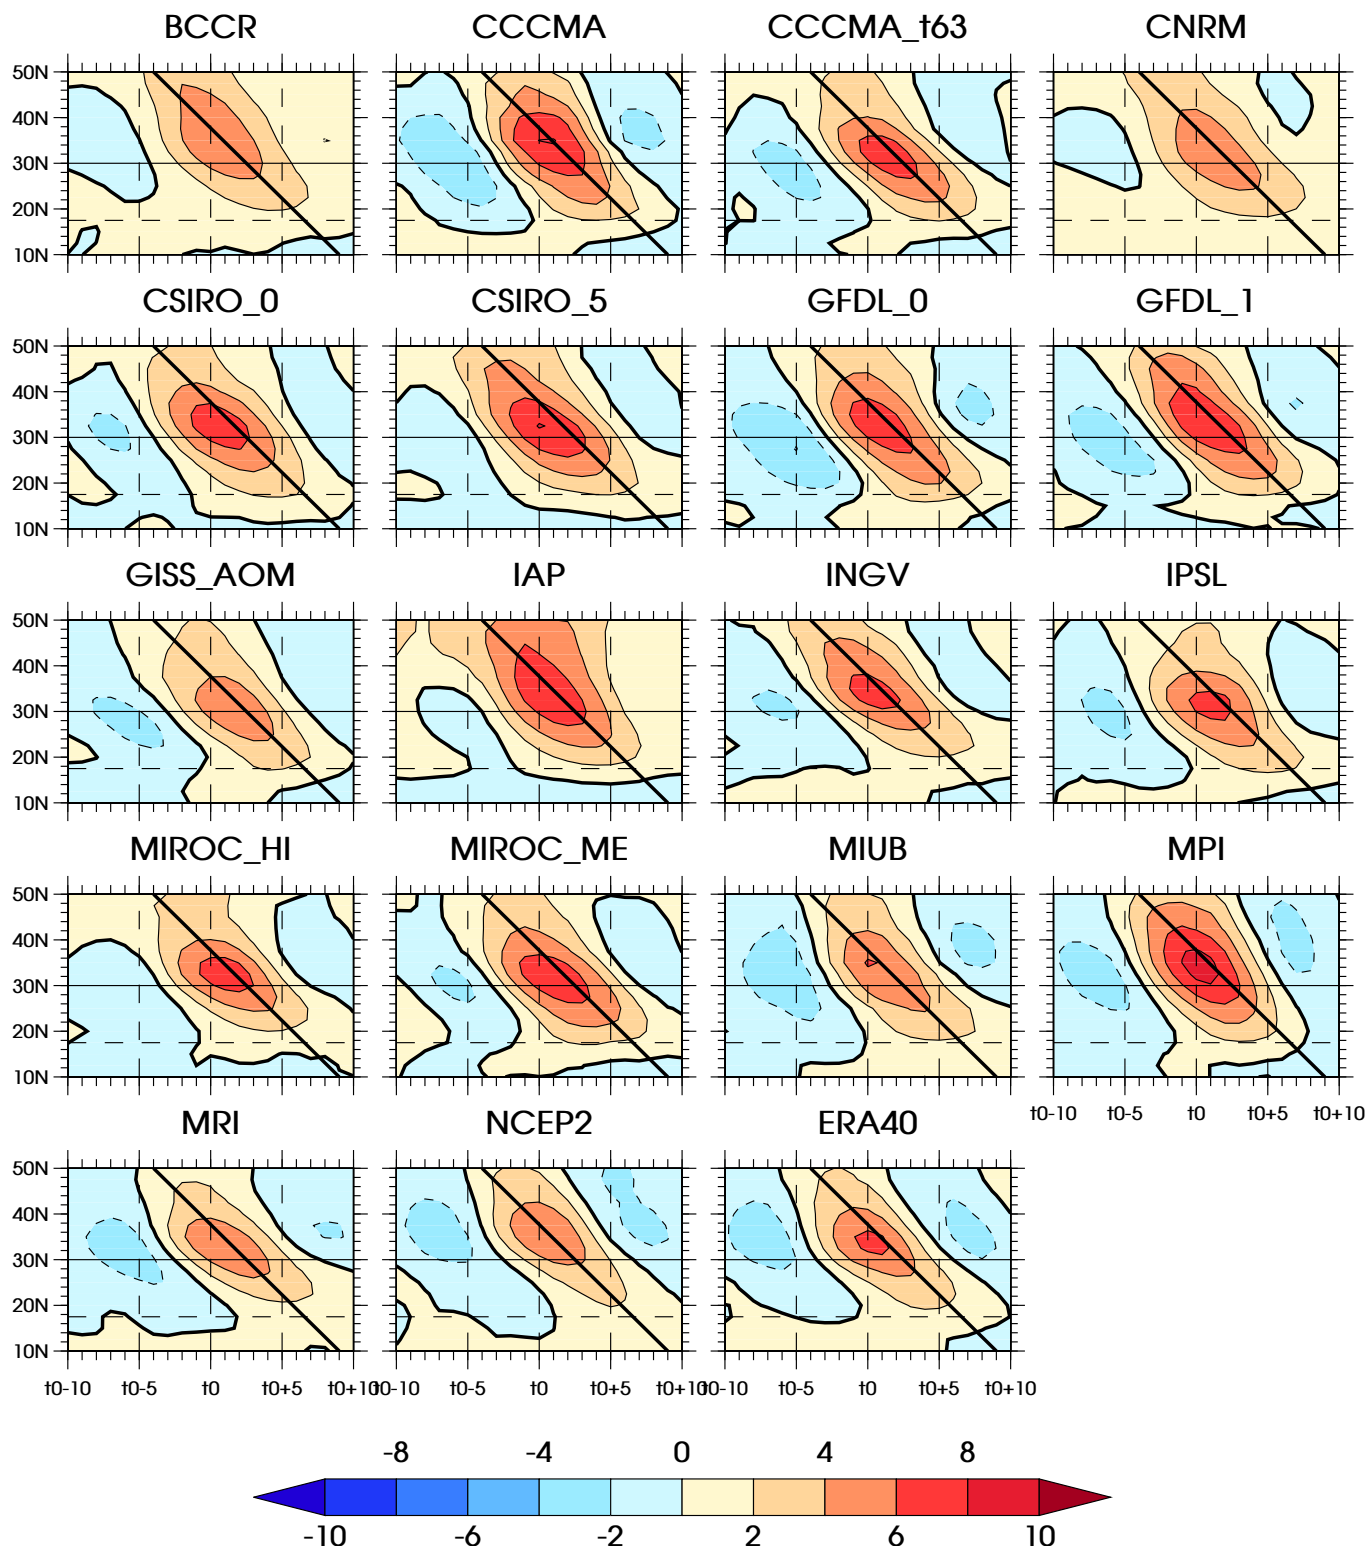 BCCR CCCMA CCCMA_t63 CNRM
50N
40N
30N
20N
10N
CSIRO_0 CSIRO_5 GFDL_0 GFDL_1
50N
40N
30N
20N
10N
GISS_AOM IAP INGV IPSL
50N
40N
30N
20N
10N
MIROC_HI MIROC_ME MIUB MPI
50N
40N
30N
20N
10N
t0-10 t0-5 t0 t0+5 t0+10
MRI NCEP2 ERA40
50N
40N
30N
20N
10N
t0-10 t0-5 t0 t0+5 t0+10 t0-10 t0-5 t0 t0+5 t0+10 t0-10 t0-5 t0 t0+5 t0+10
-8 -4 0 4 8
-10 -6 -2 2 6 10